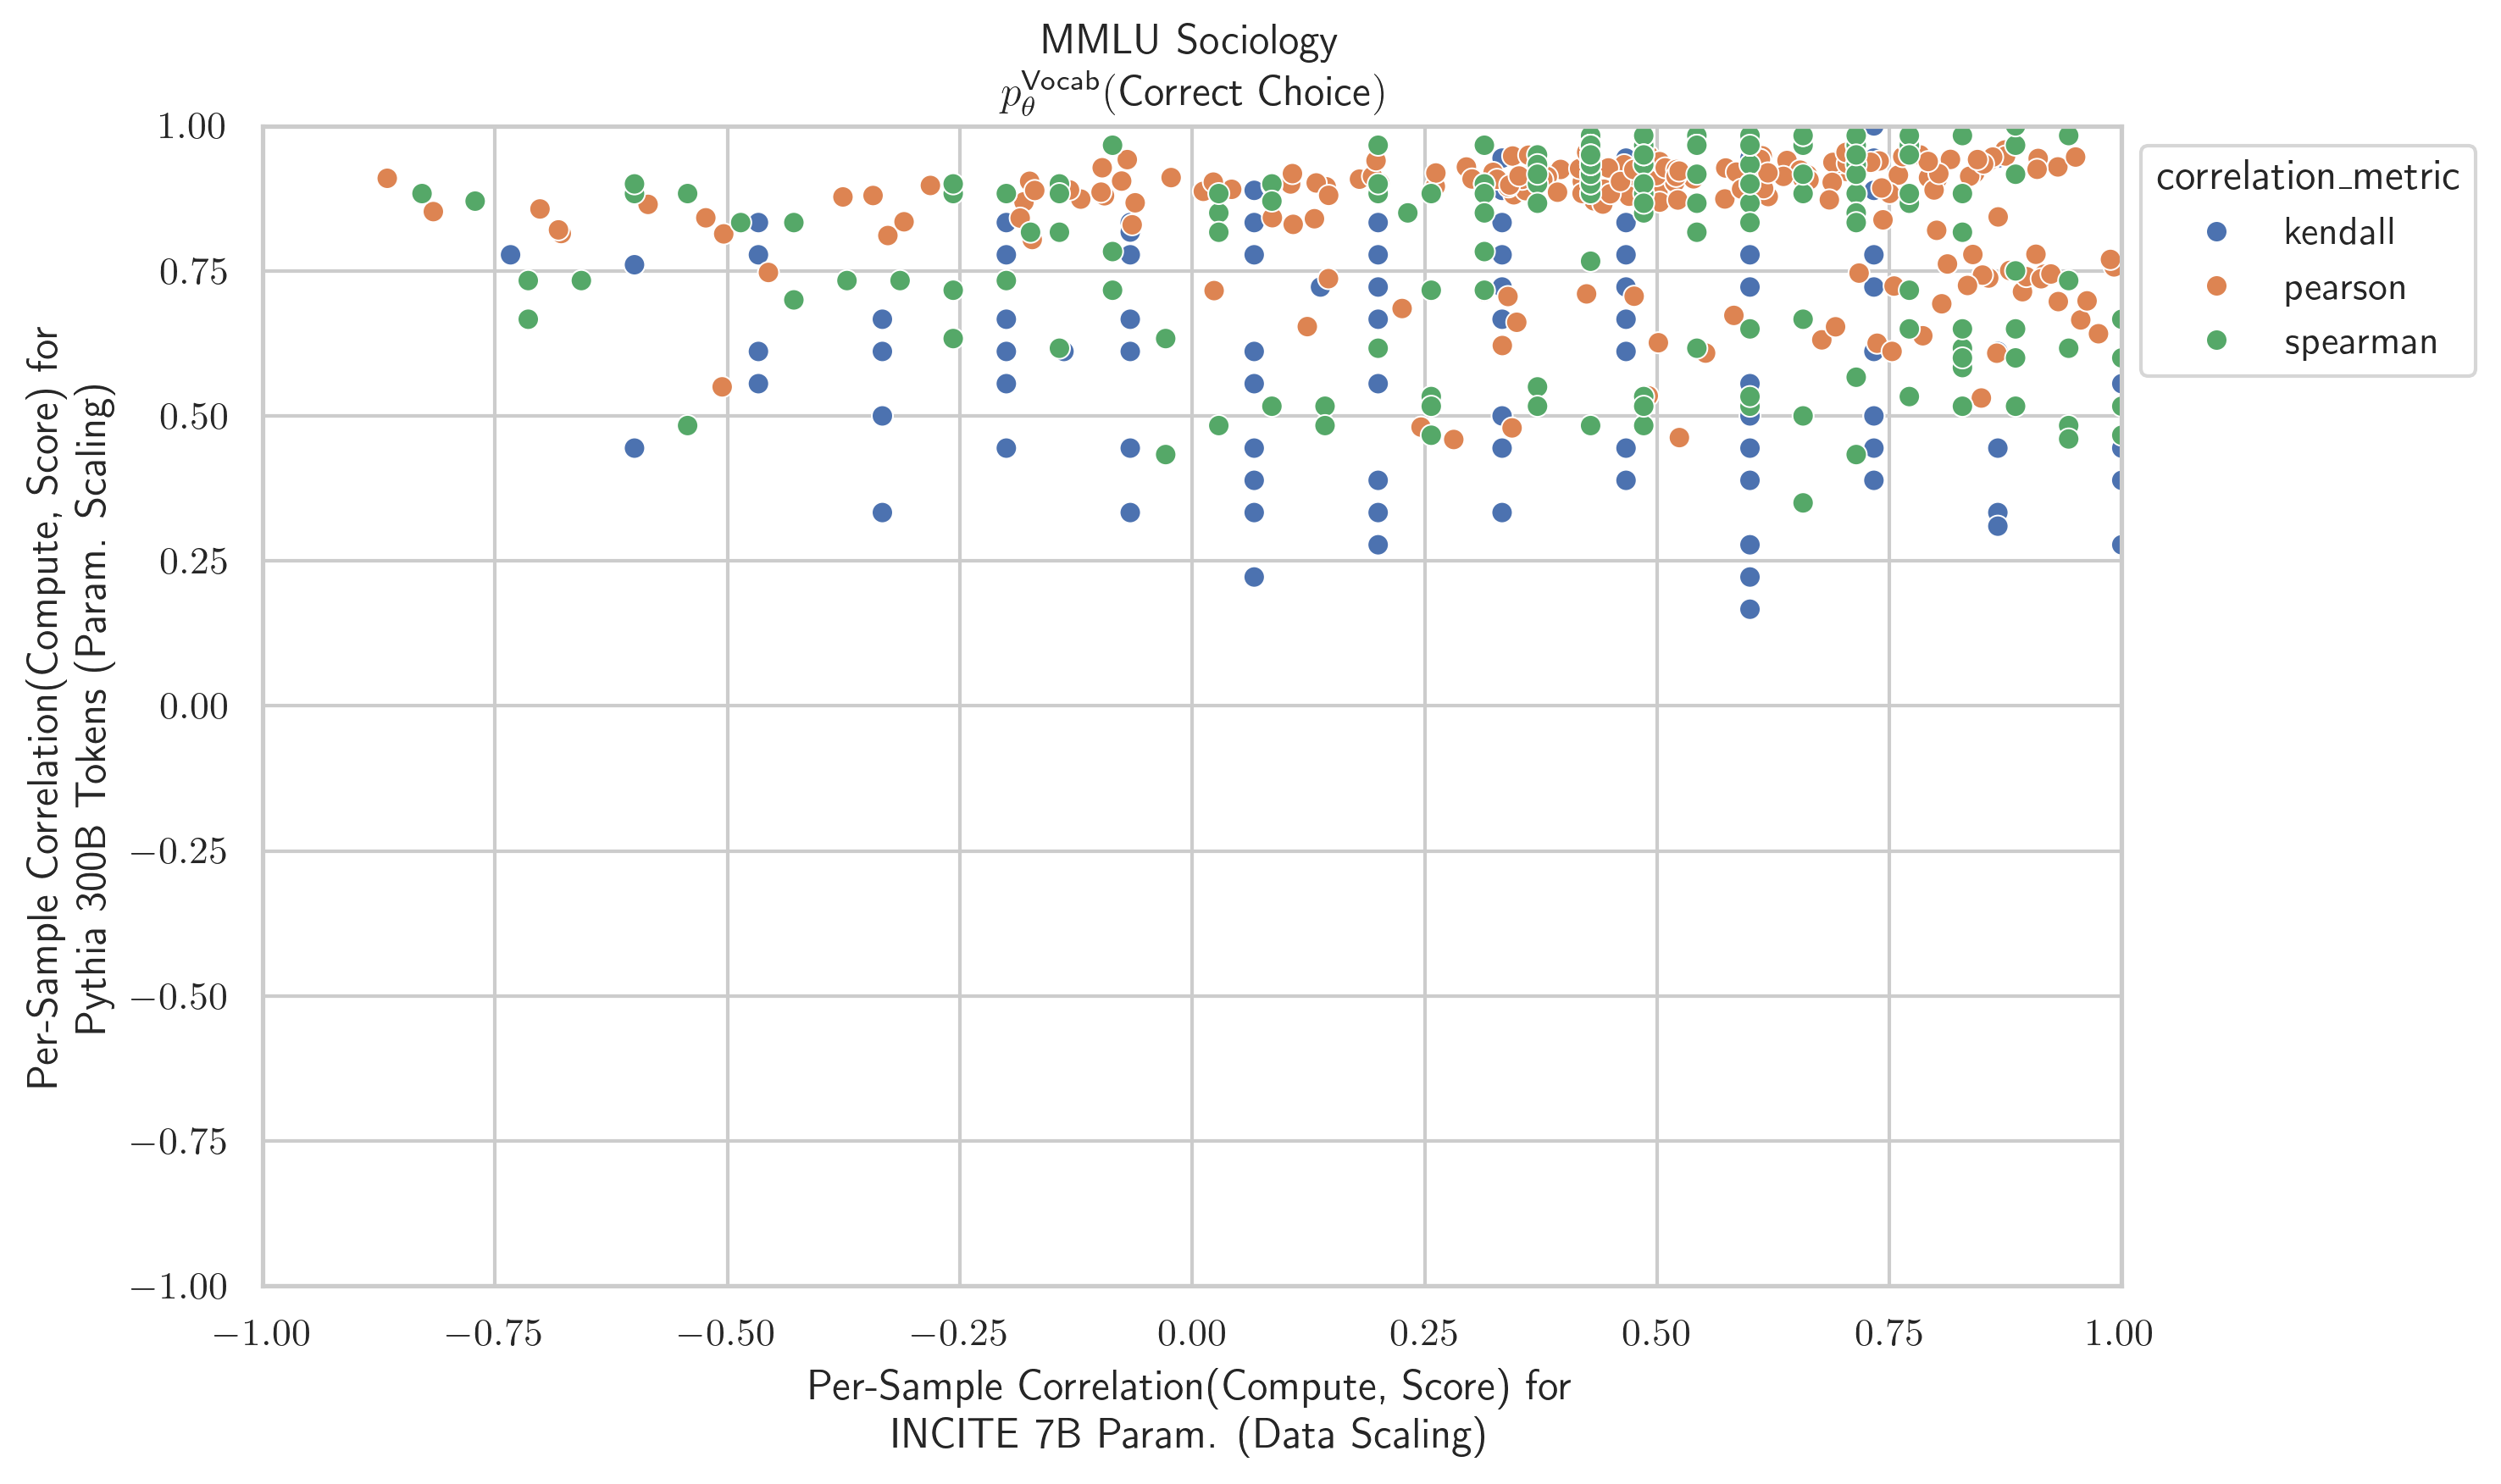 MMLU Sociology
p_θ^Vocab(Correct Choice)
Per-Sample Correlation(Compute, Score) for
Pythia 300B Tokens (Param. Scaling)
1.00
0.75
0.50
0.25
0.00
−0.25
−0.50
−0.75
−1.00
correlation_metric
kendall
pearson
spearman
−1.00 −0.75 −0.50 −0.25 0.00 0.25 0.50 0.75 1.00
Per-Sample Correlation(Compute, Score) for
INCITE 7B Param. (Data Scaling)